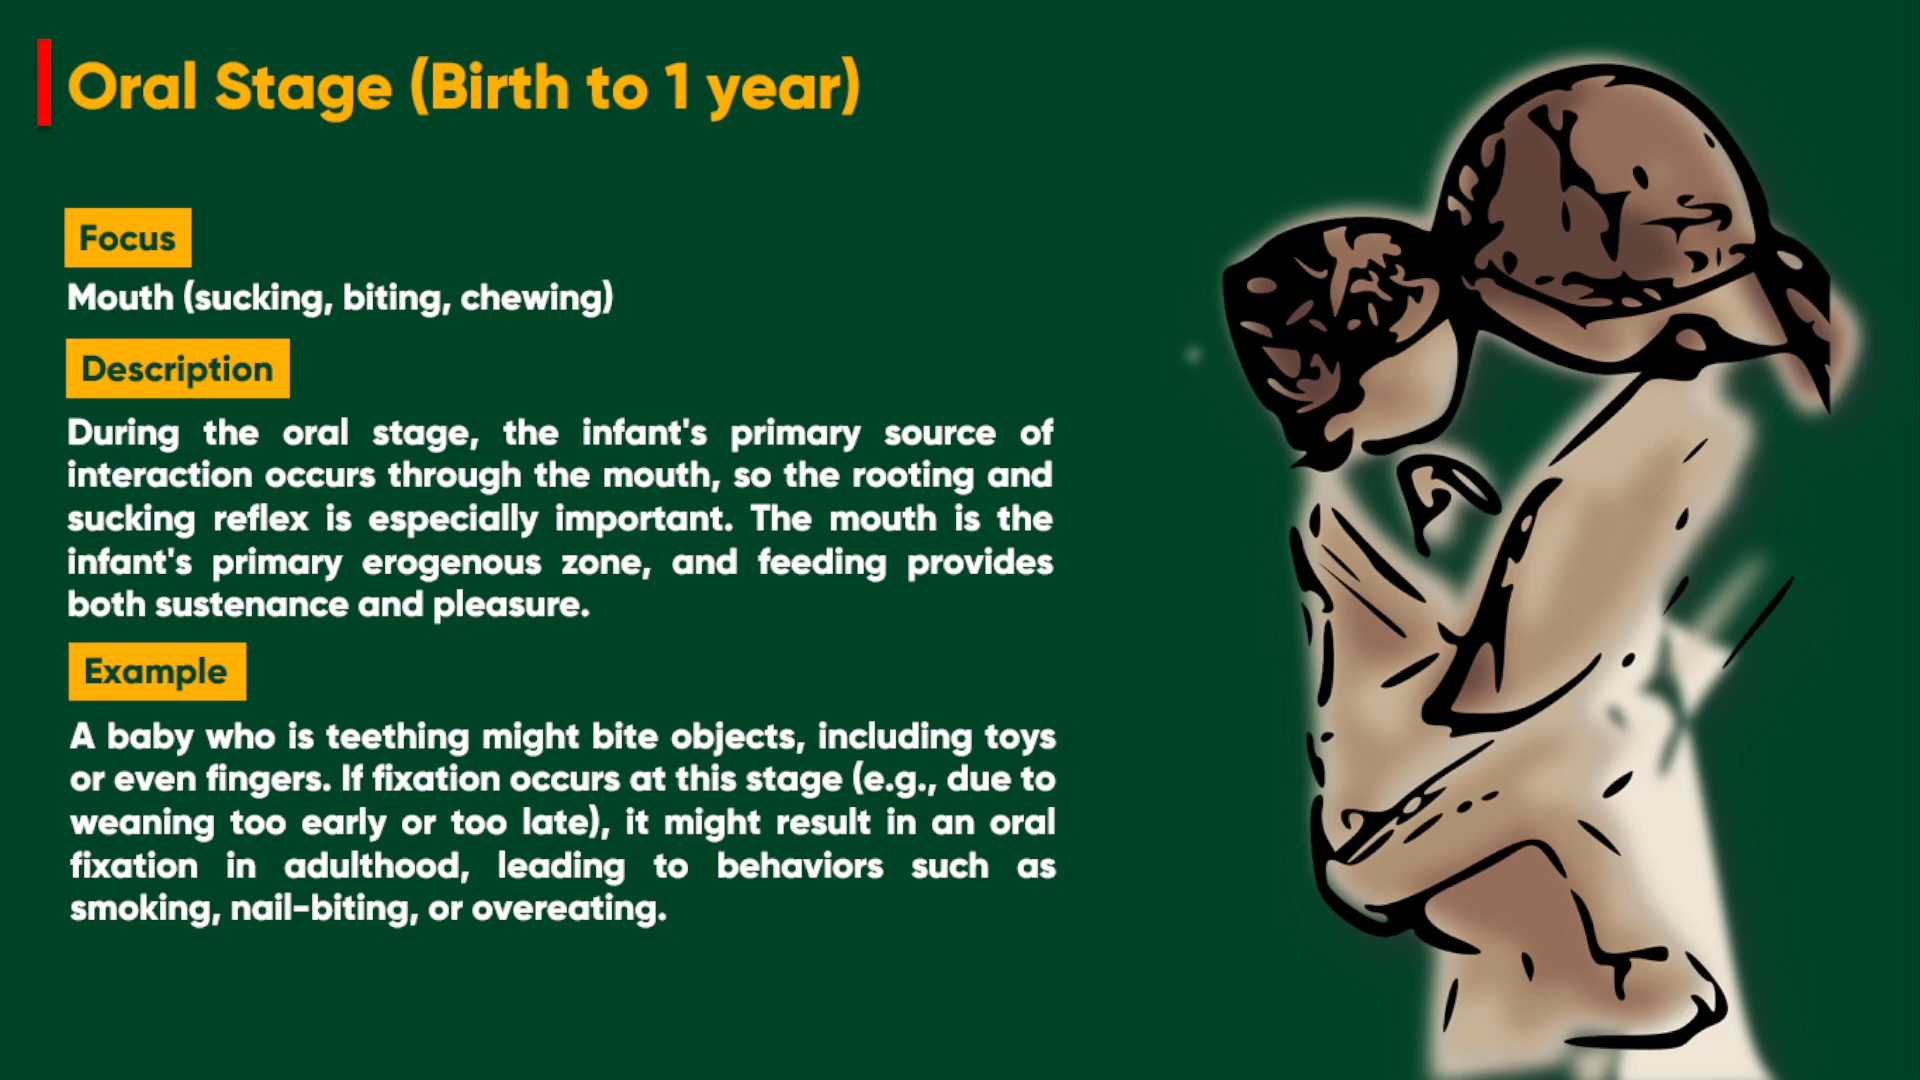 Oral Stage (Birth to 1 year)
Focus
Mouth (sucking, biting, chewing)
Description
During the oral stage, the infant's primary source of
interaction occurs through the mouth, so the rooting and
sucking reflex is especially important. The mouth is the
infant's primary erogenous zone, and feeding provides
both sustenance and pleasure.
Example
A baby who is teething might bite objects, including toys
or even fingers. If fixation occurs at this stage (e.g., due to
weaning too early or too late), it might result in an oral
fixation in adulthood, leading to behaviors such as
smoking, nail-biting, or overeating.